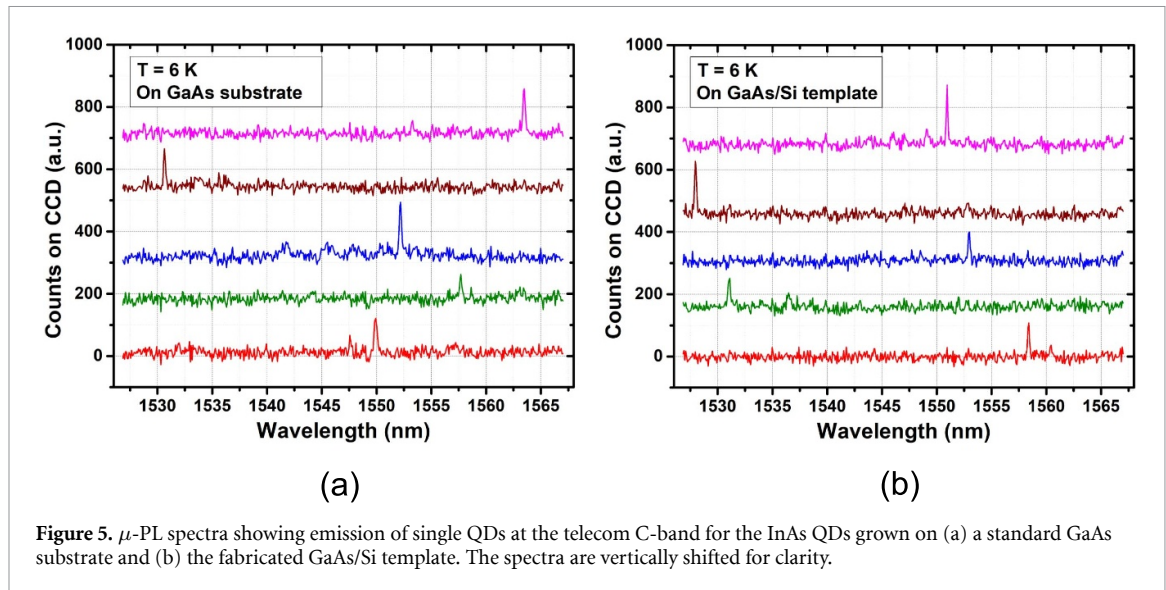 1000
800
600
400
200
0
Counts on CCD (a.u.)
T = 6 K
On GaAs substrate
1530 1535 1540 1545 1550 1555 1560 1565
Wavelength (nm)
(a)
1000
800
600
400
200
0
Counts on CCD (a.u.)
T = 6 K
On GaAs/Si template
1530 1535 1540 1545 1550 1555 1560 1565
Wavelength (nm)
(b)
Figure 5. μ-PL spectra showing emission of single QDs at the telecom C-band for the InAs QDs grown on (a) a standard GaAs
substrate and (b) the fabricated GaAs/Si template. The spectra are vertically shifted for clarity.